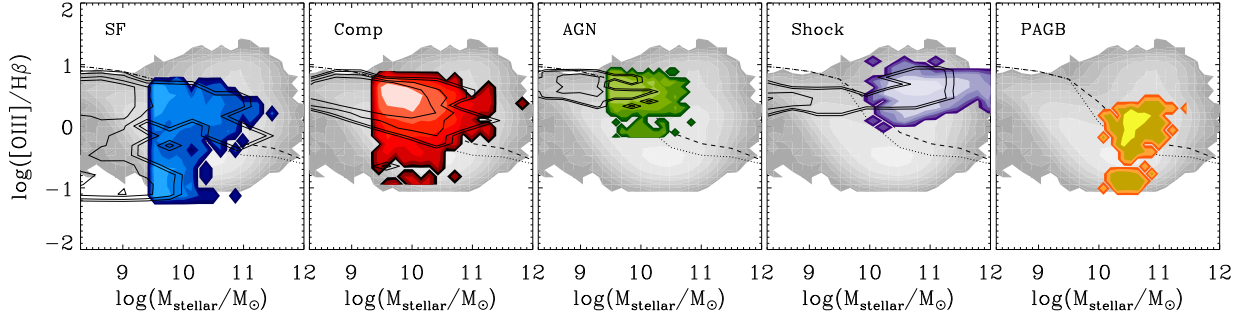 SF Comp AGN Shock PAGB
2
1
0
−1
−2
log([OIII]/Hβ)
9 10 11 12 9 10 11 12 9 10 11 12 9 10 11 12 9 10 11 12
log(M_stellar/M_⊙) log(M_stellar/M_⊙) log(M_stellar/M_⊙) log(M_stellar/M_⊙) log(M_stellar/M_⊙)